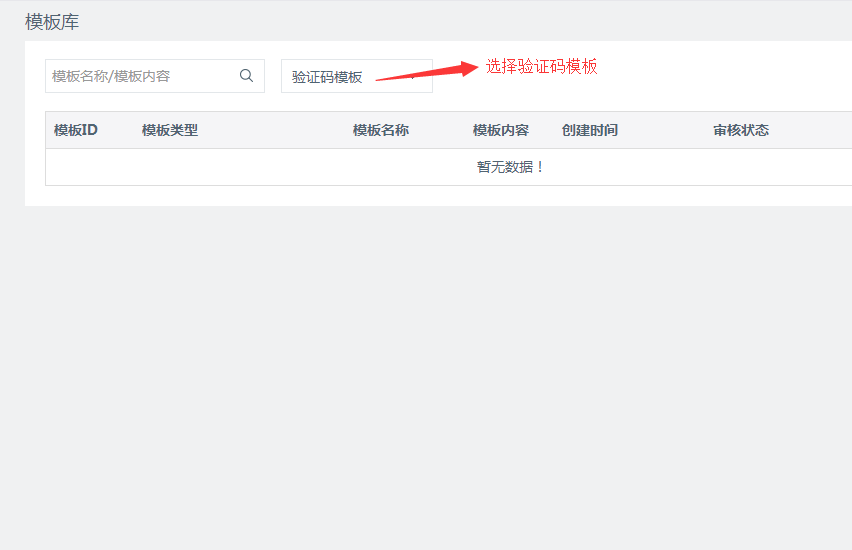 模板库
模板名称/模板内容 验证码模板 选择验证码模板
模板ID 模板类型 模板名称 模板内容 创建时间 审核状态
暂无数据！